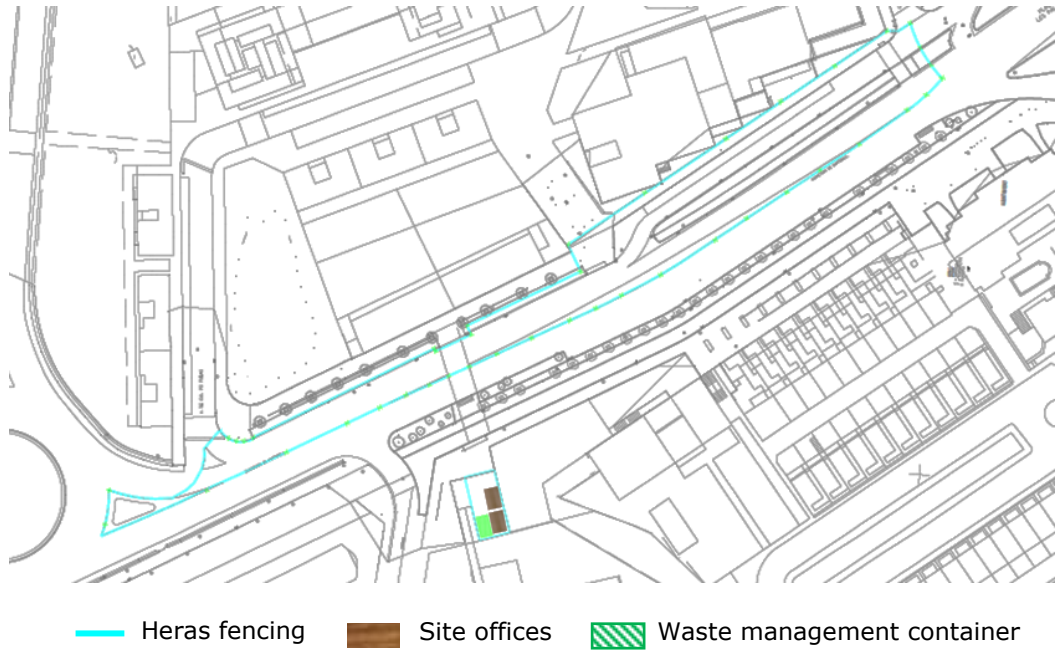 Heras fencing
Site offices
Waste management container